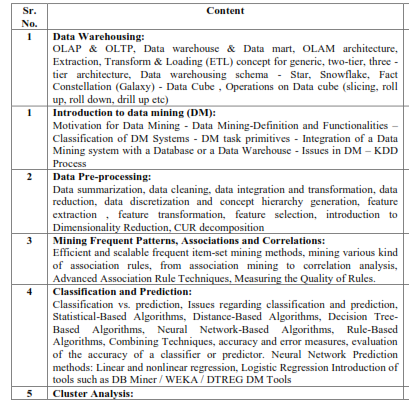 Sr. No. Content
1 Data Warehousing:
OLAP & OLTP, Data warehouse & Data mart, OLAM architecture,
Extraction, Transform & Loading (ETL) concept for generic, two-tier, three -
tier architecture, Data warehousing schema - Star, Snowflake, Fact
Constellation (Galaxy) - Data Cube , Operations on Data cube (slicing, roll
up, roll down, drill up etc)
1 Introduction to data mining (DM):
Motivation for Data Mining - Data Mining-Definition and Functionalities –
Classification of DM Systems - DM task primitives - Integration of a Data
Mining system with a Database or a Data Warehouse - Issues in DM – KDD
Process
2 Data Pre-processing:
Data summarization, data cleaning, data integration and transformation, data
reduction, data discretization and concept hierarchy generation, feature
extraction , feature transformation, feature selection, introduction to
Dimensionality Reduction, CUR decomposition
3 Mining Frequent Patterns, Associations and Correlations:
Efficient and scalable frequent item-set mining methods, mining various kind
of association rules, from association mining to correlation analysis,
Advanced Association Rule Techniques, Measuring the Quality of Rules.
4 Classification and Prediction:
Classification vs. prediction, Issues regarding classification and prediction,
Statistical-Based Algorithms, Distance-Based Algorithms, Decision Tree-
Based Algorithms, Neural Network-Based Algorithms, Rule-Based
Algorithms, Combining Techniques, accuracy and error measures, evaluation
of the accuracy of a classifier or predictor. Neural Network Prediction
methods: Linear and nonlinear regression, Logistic Regression Introduction of
tools such as DB Miner / WEKA / DTREG DM Tools
5 Cluster Analysis: